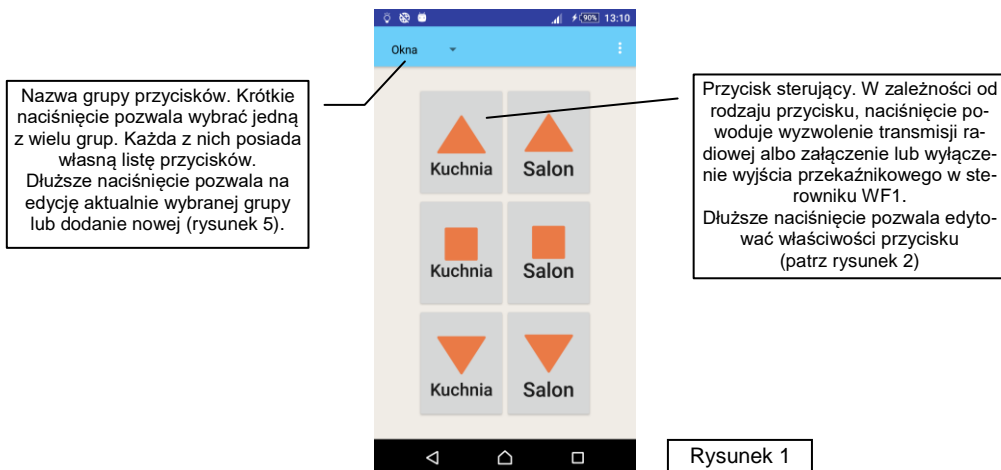 90% 13:10
Okna
Nazwa grupy przycisków. Krótkie
naciśnięcie pozwala wybrać jedną
z wielu grup. Każda z nich posiada
własną listę przycisków.
Dłuższe naciśnięcie pozwala na
edycję aktualnie wybranej grupy
lub dodanie nowej (rysunek 5).
Kuchnia Salon
Kuchnia Salon
Kuchnia Salon
Przycisk sterujący. W zależności od
rodzaju przycisku, naciśnięcie po-
woduje wyzwolenie transmisji ra-
diowej albo załączenie lub wyłącze-
nie wyjścia przekaźnikowego w ste-
rowniku WF1.
Dłuższe naciśnięcie pozwala edyto-
wać właściwości przycisku
(patrz rysunek 2)
Rysunek 1